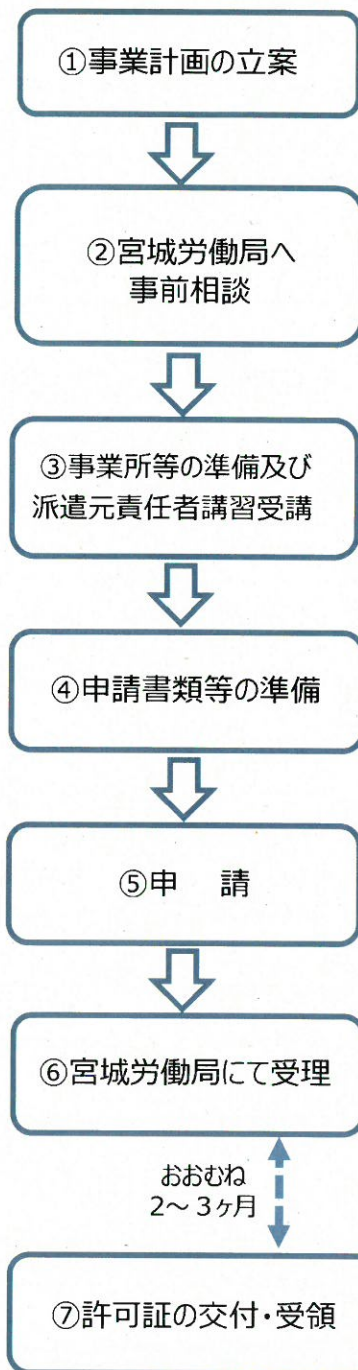 ①事業計画の立案
②宮城労働局へ
事前相談
③事業所等の準備及び
派遣元責任者講習受講
④申請書類等の準備
⑤申　請
⑥宮城労働局にて受理
おおむね
2～3ヶ月
⑦許可証の交付・受領